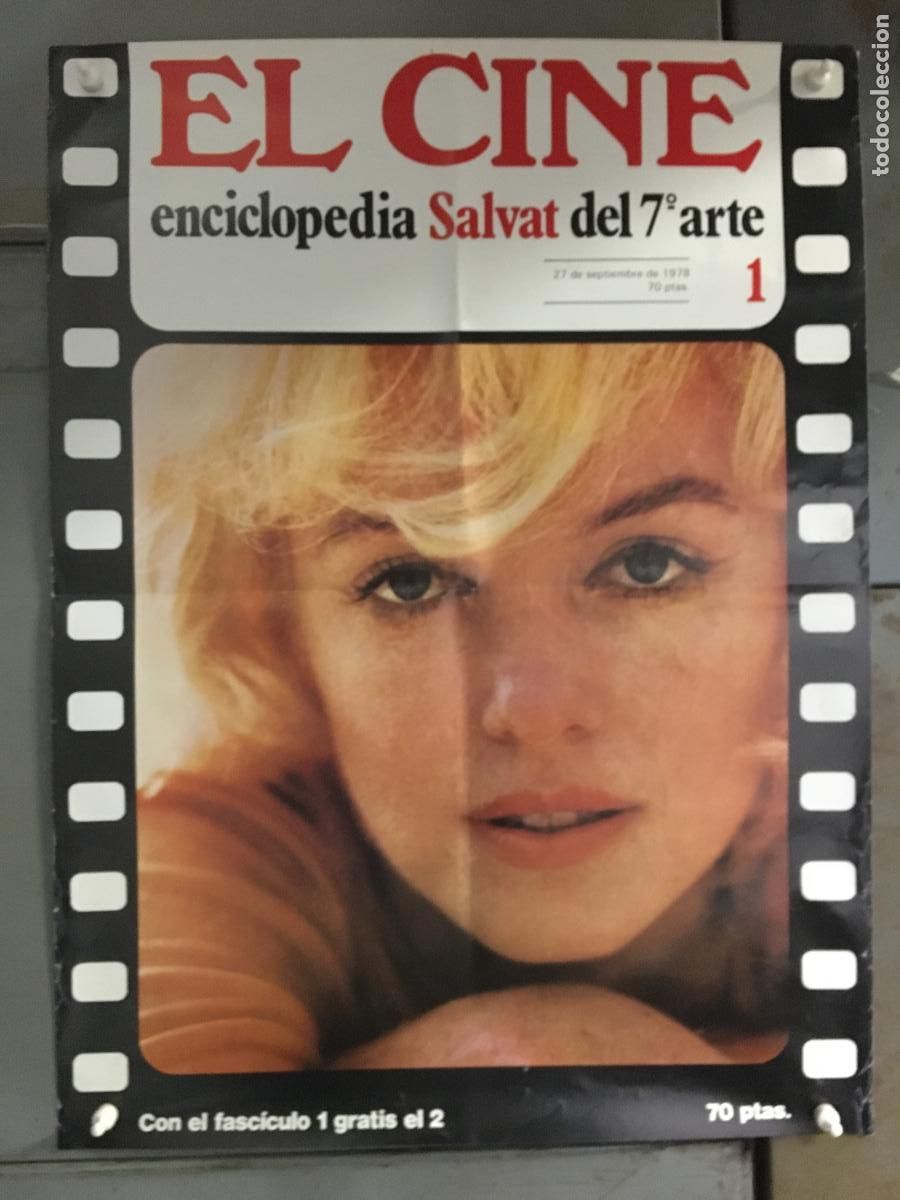 EL CINE
enciclopedia Salvat del 7º arte
27 de septiembre de 1978
70 ptas.
1
Con el fascículo 1 gratis el 2
70 ptas.
todocoleccion